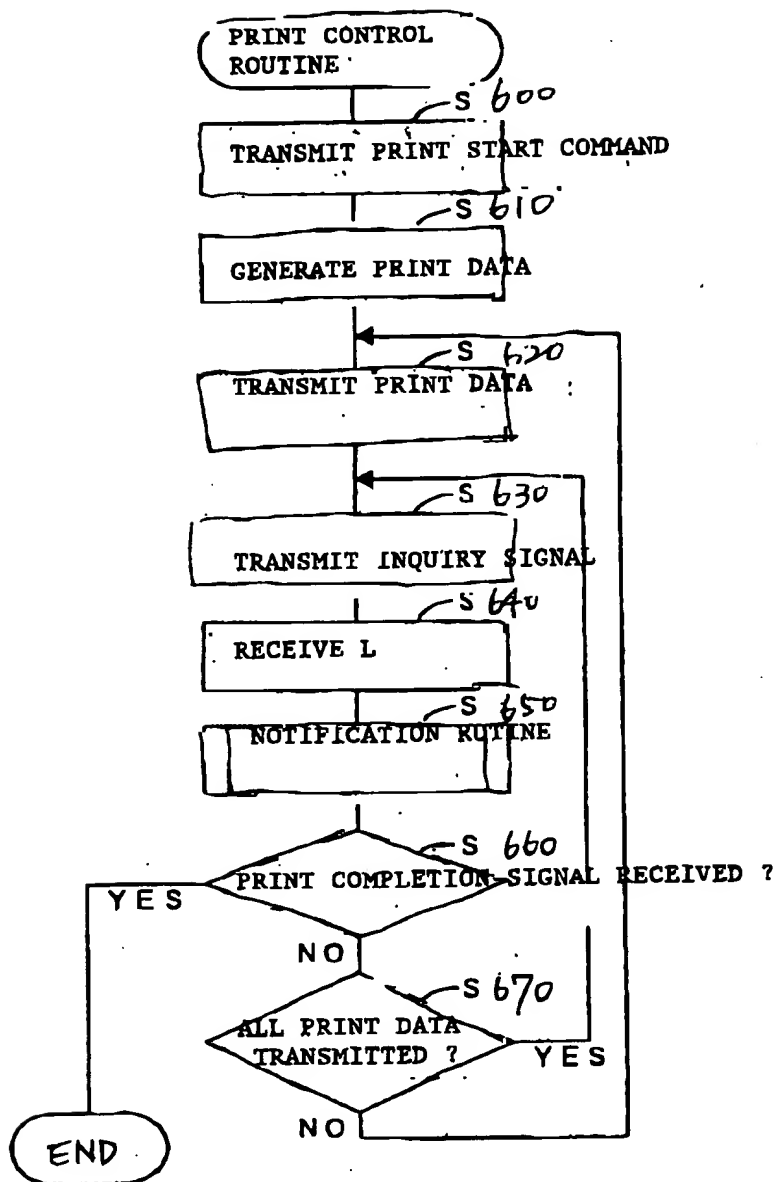 PRINT CONTROL
ROUTINE
S 600
TRANSMIT PRINT START COMMAND
S 610
GENERATE PRINT DATA
S 620
TRANSMIT PRINT DATA
S 630
TRANSMIT INQUIRY SIGNAL
S 640
RECEIVE L
S 650
NOTIFICATION RUTINE
S 660
PRINT COMPLETION SIGNAL RECEIVED ?
YES
NO
S 670
ALL PRINT DATA
TRANSMITTED ?
YES
NO
END